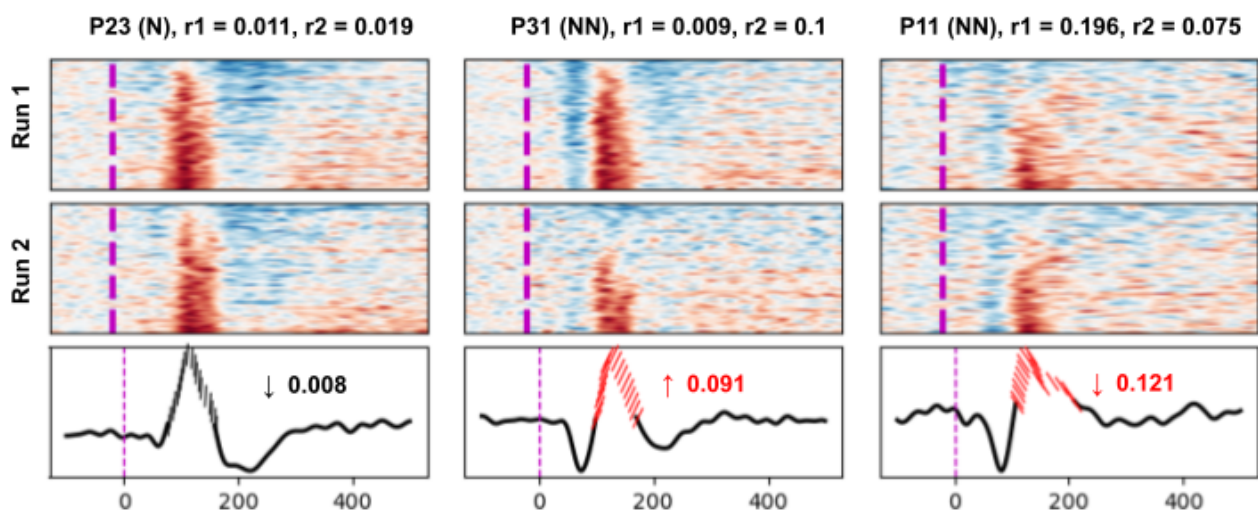 P23 (N), r1 = 0.011, r2 = 0.019
P31 (NN), r1 = 0.009, r2 = 0.1
P11 (NN), r1 = 0.196, r2 = 0.075
Run 1
Run 2
↓ 0.008
↑ 0.091
↓ 0.121
0 200 400
0 200 400
0 200 400